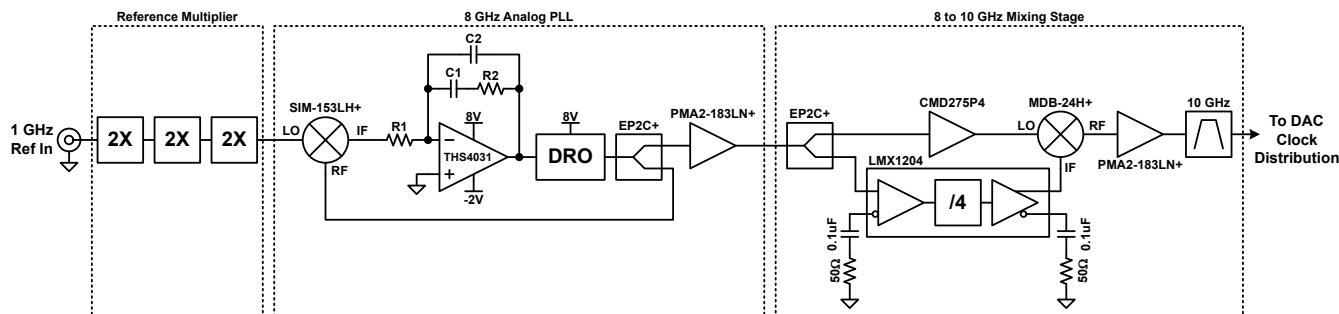 Reference Multiplier
8 GHz Analog PLL
8 to 10 GHz Mixing Stage
1 GHz
Ref In
2X
2X
2X
SIM-153LH+
LO
IF
RF
R1
C2
C1
R2
8V
THS4031
-2V
8V
DRO
EP2C+
PMA2-183LN+
EP2C+
CMD275P4
MDB-24H+
LO
RF
IF
PMA2-183LN+
10 GHz
To DAC
Clock
Distribution
LMX1204
/4
0.1uF
50Ω
0.1uF
50Ω